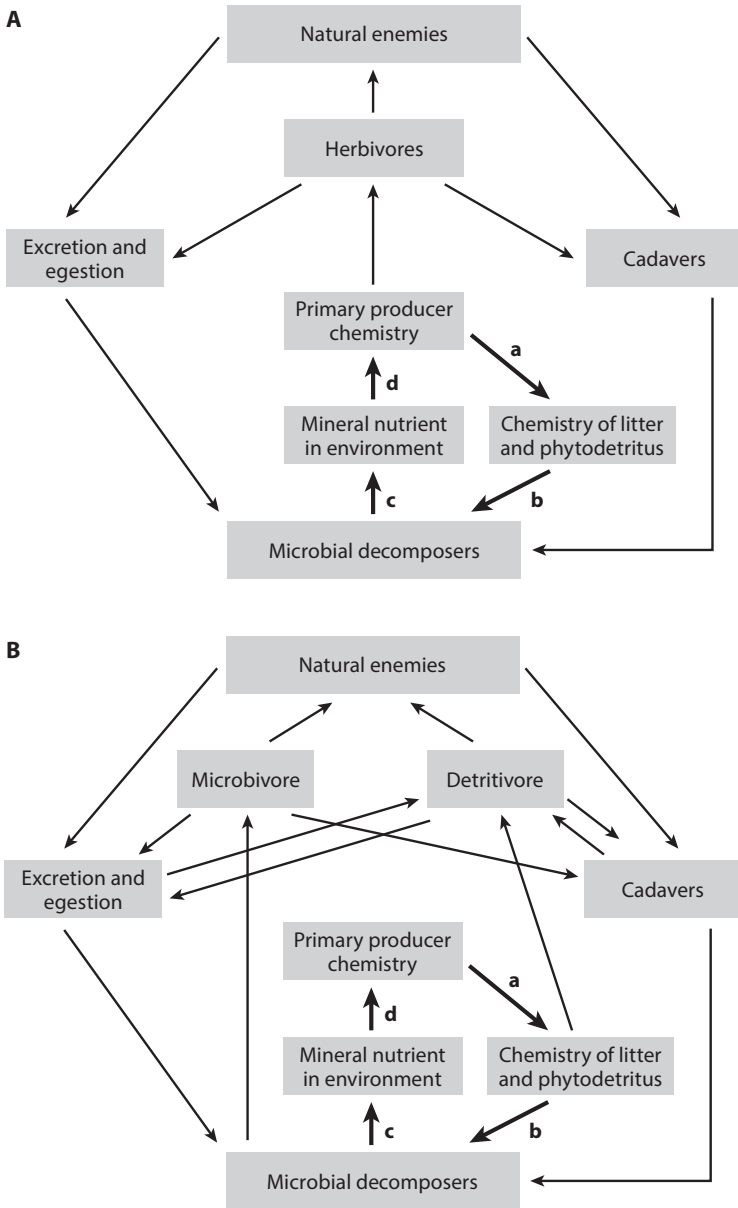 A
Natural enemies
Herbivores
Excretion and
egestion
Cadavers
Primary producer
chemistry
a
d
Mineral nutrient
in environment
Chemistry of litter
and phytodetritus
c
b
Microbial decomposers
B
Natural enemies
Microbivore
Detritivore
Excretion and
egestion
Cadavers
Primary producer
chemistry
a
d
Mineral nutrient
in environment
Chemistry of litter
and phytodetritus
c
b
Microbial decomposers